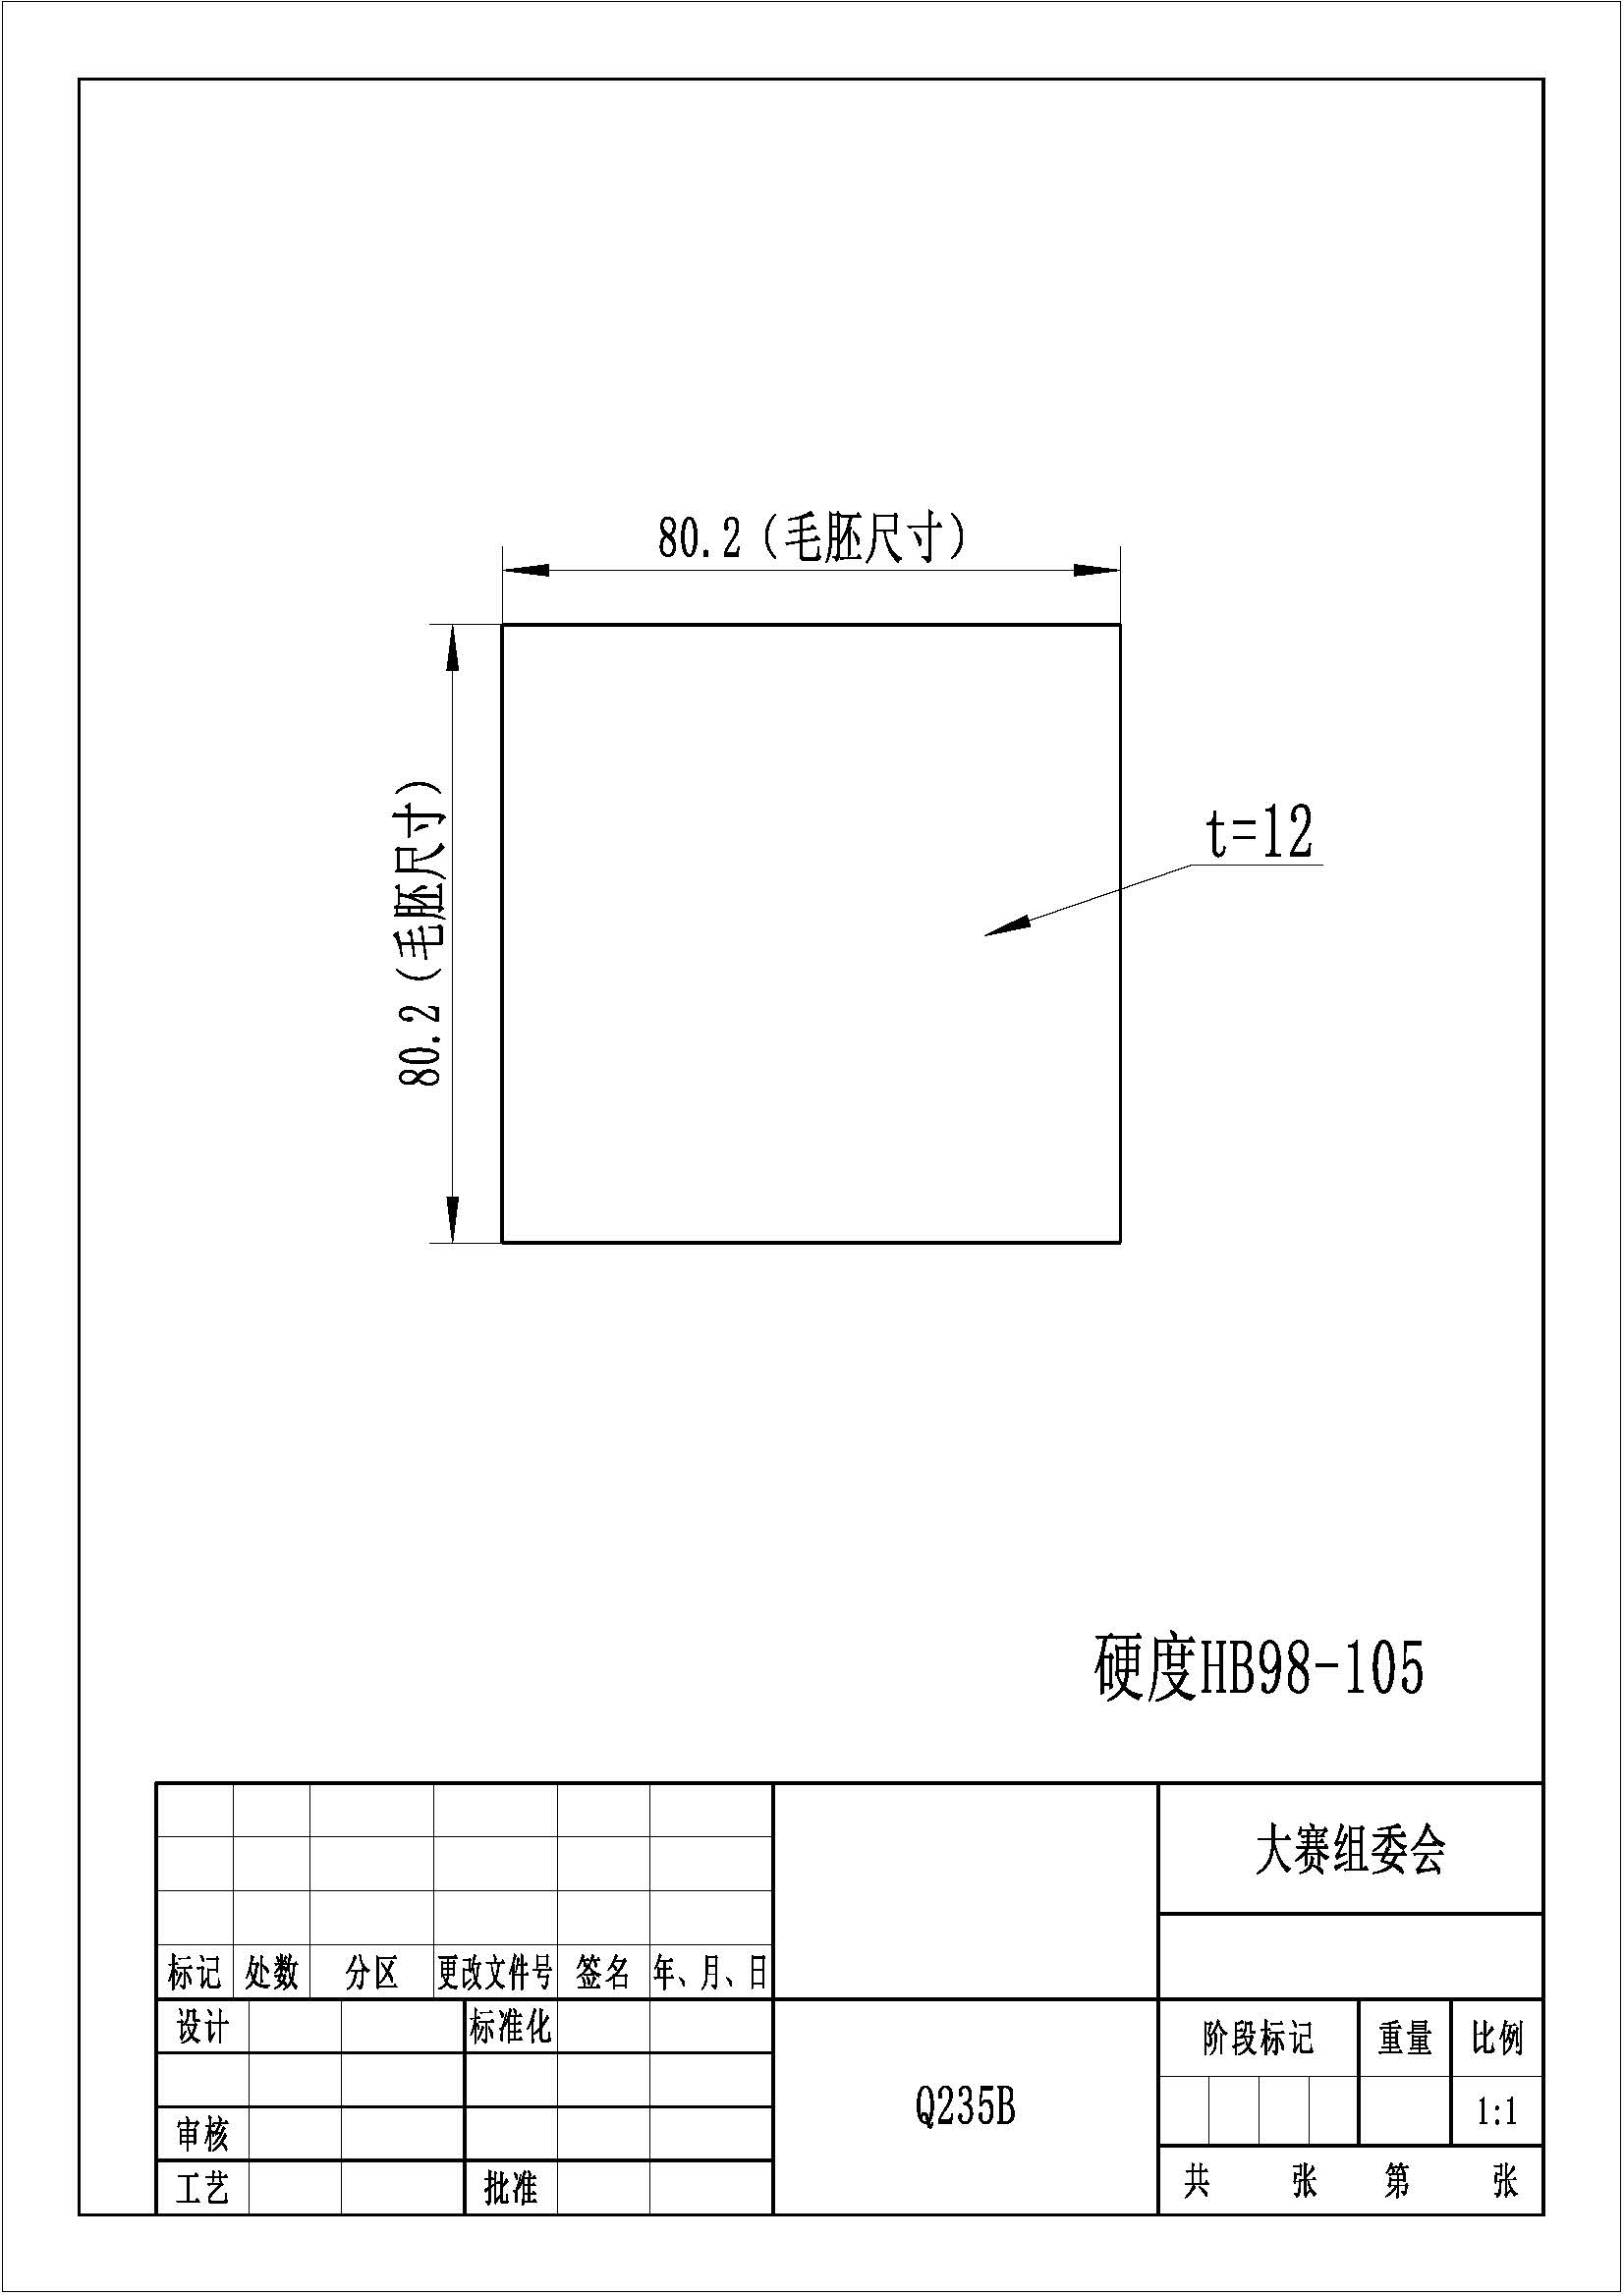 80.2(毛胚尺寸)
80.2(毛胚尺寸)
t=12
硬度HB98-105
大赛组委会
标记 处数 分区 更改文件号 签名 年、月、日
设计 标准化
阶段标记 重量 比例
Q235B
1:1
审核
工艺 批准
共 张 第 张